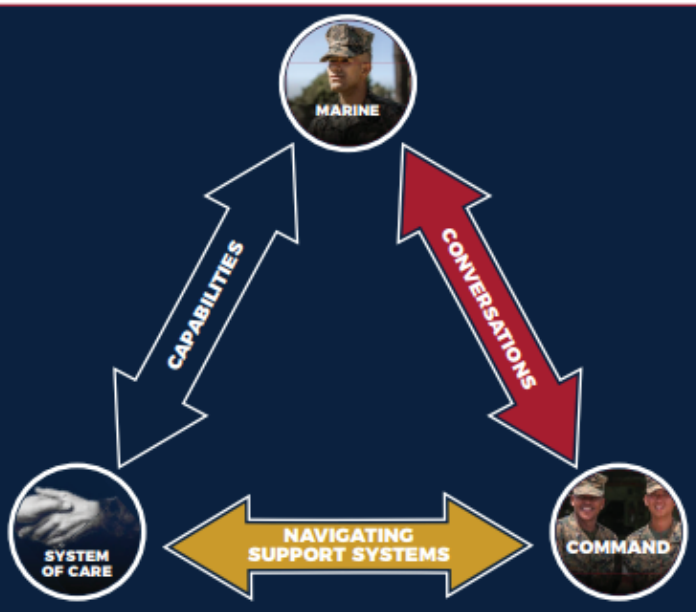 MARINE
CAPABILITIES
CONVERSATIONS
NAVIGATING
SUPPORT SYSTEMS
SYSTEM
OF CARE
COMMAND